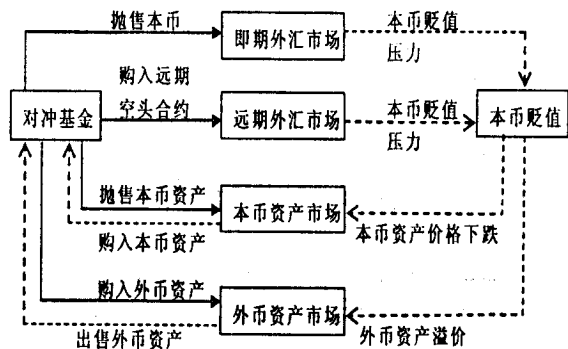 抛售本币
即期外汇市场
本币贬值
压力
购入远期
空头合约
对冲基金
远期外汇市场
本币贬值
压力
本币贬值
抛售本币资产
本币资产市场
购入本币资产
本币资产价格下跌
购入外币资产
外币资产市场
出售外币资产
外币资产溢价